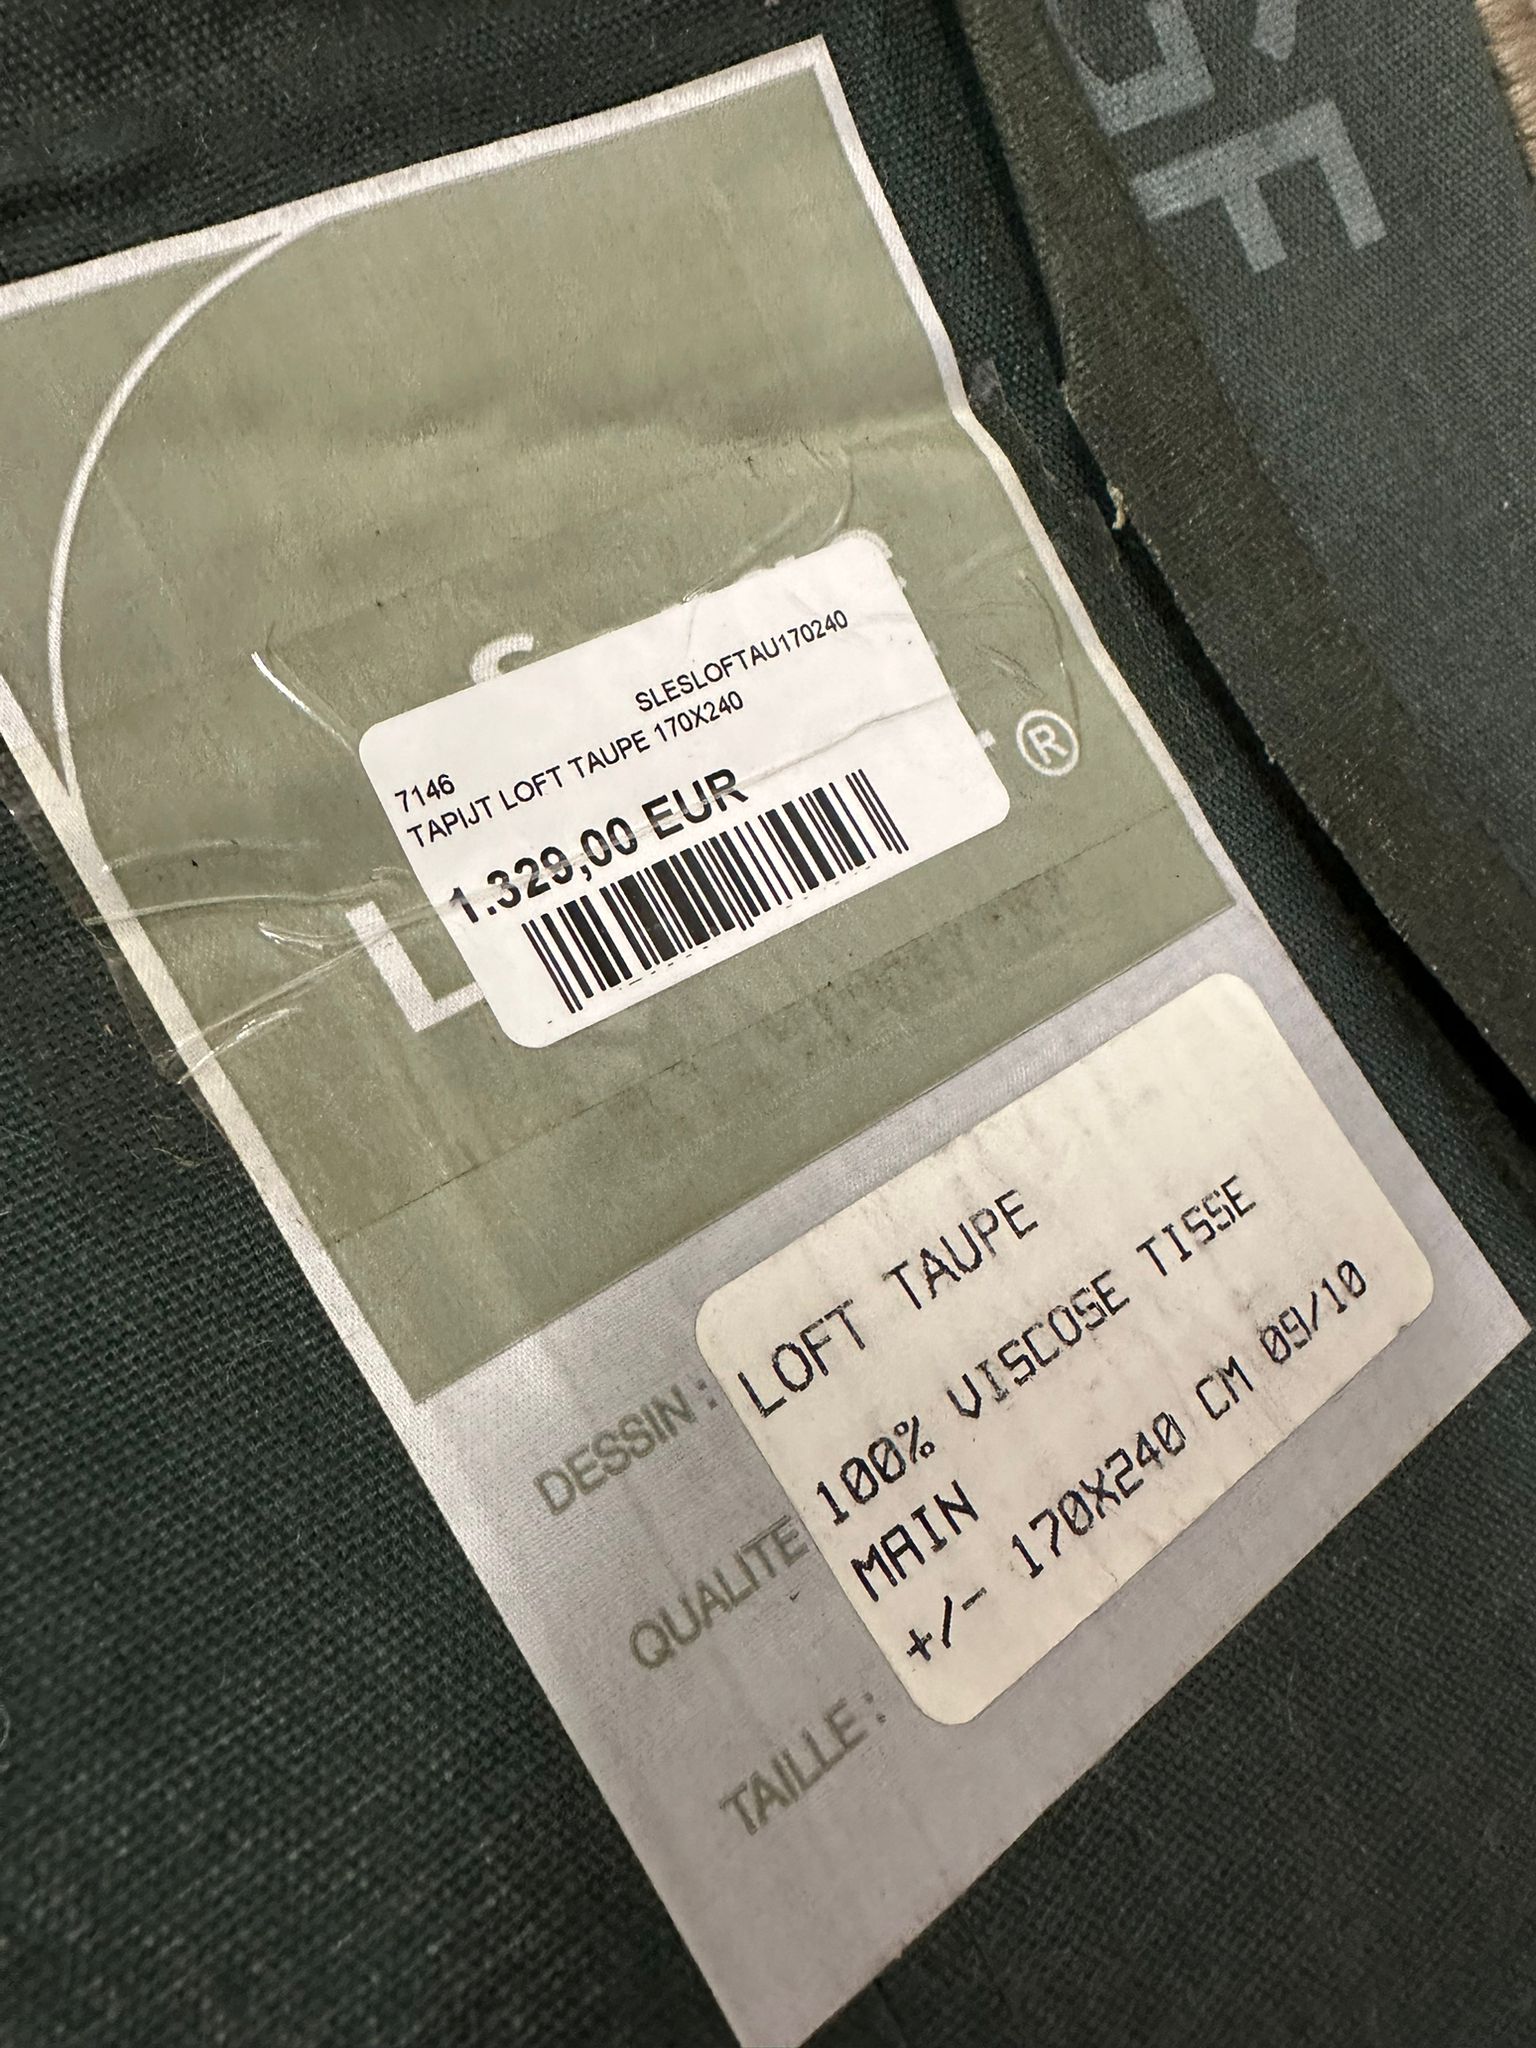 SLESLOFTAU170240
7146
TAPIJT LOFT TAUPE 170X240
1.329,00 EUR
®
DESSIN :
LOFT TAUPE
QUALITE
100% VISCOSE TISSE
MAIN
TAILLE :
+/- 170X240 CM 09/10